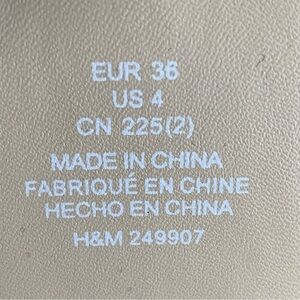 EUR 36
US 4
CN 225(2)
MADE IN CHINA
FABRIQUÉ EN CHINE
HECHO EN CHINA
H&M 249907